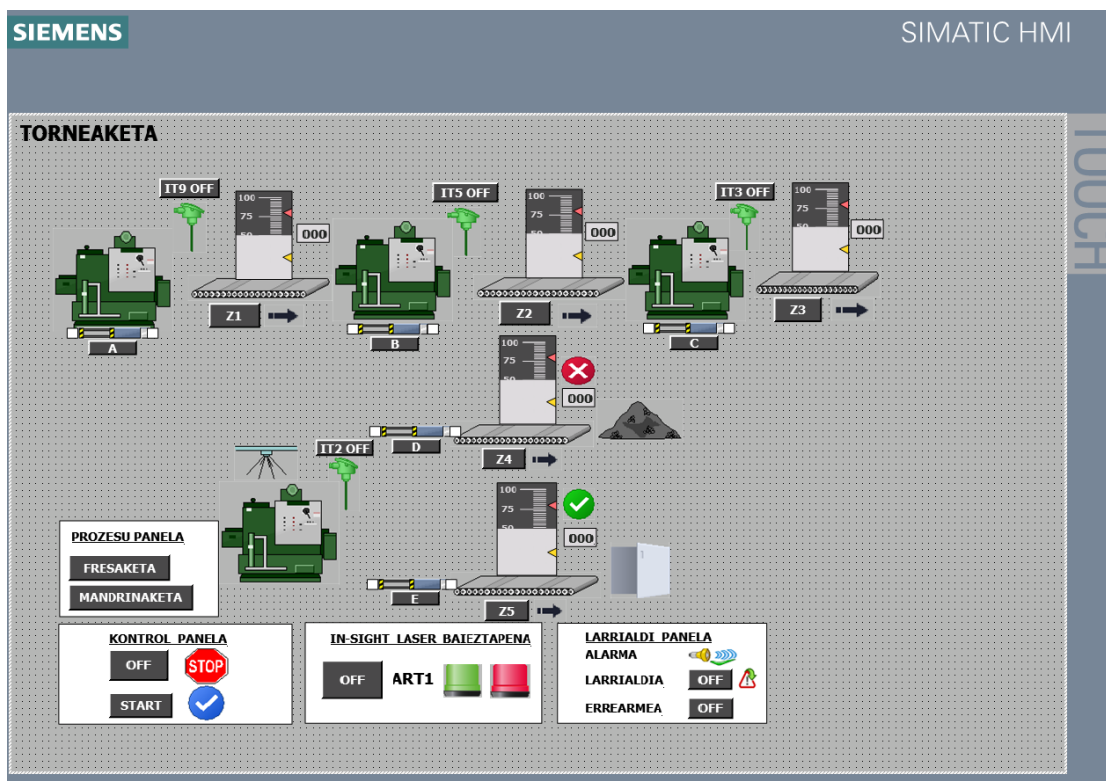 SIEMENS
SIMATIC HMI
TOUCH
TORNEAKETA
IT9 OFF
100
75
50
000
Z1
A
IT5 OFF
100
75
50
000
Z2
B
IT3 OFF
100
75
50
000
Z3
C
100
75
50
000
D
Z4
IT2 OFF
100
75
50
000
E
Z5
PROZESU PANELA
FRESAKETA
MANDRINAKETA
KONTROL PANELA
OFF
STOP
START
IN-SIGHT LASER BAIEZTAPENA
OFF
ART1
LARRIALDI PANELA
ALARMA
LARRIALDIA
OFF
ERREARMEA
OFF